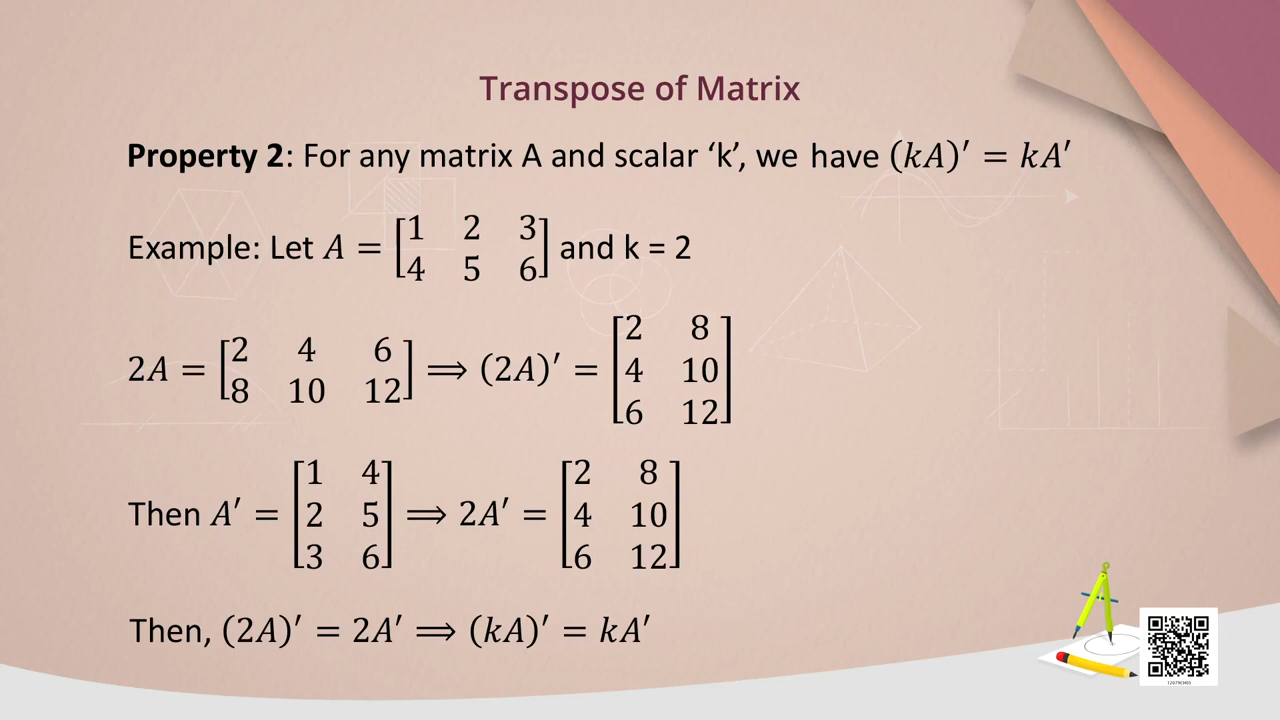 Transpose of Matrix
Property 2: For any matrix A and scalar ‘k’, we have (kA)′ = kA′
Example: Let A = [1 2 3; 4 5 6] and k = 2
2A = [2 4 6; 8 10 12] ⟹ (2A)′ = [2 8; 4 10; 6 12]
Then A′ = [1 4; 2 5; 3 6] ⟹ 2A′ = [2 8; 4 10; 6 12]
Then, (2A)′ = 2A′ ⟹ (kA)′ = kA′